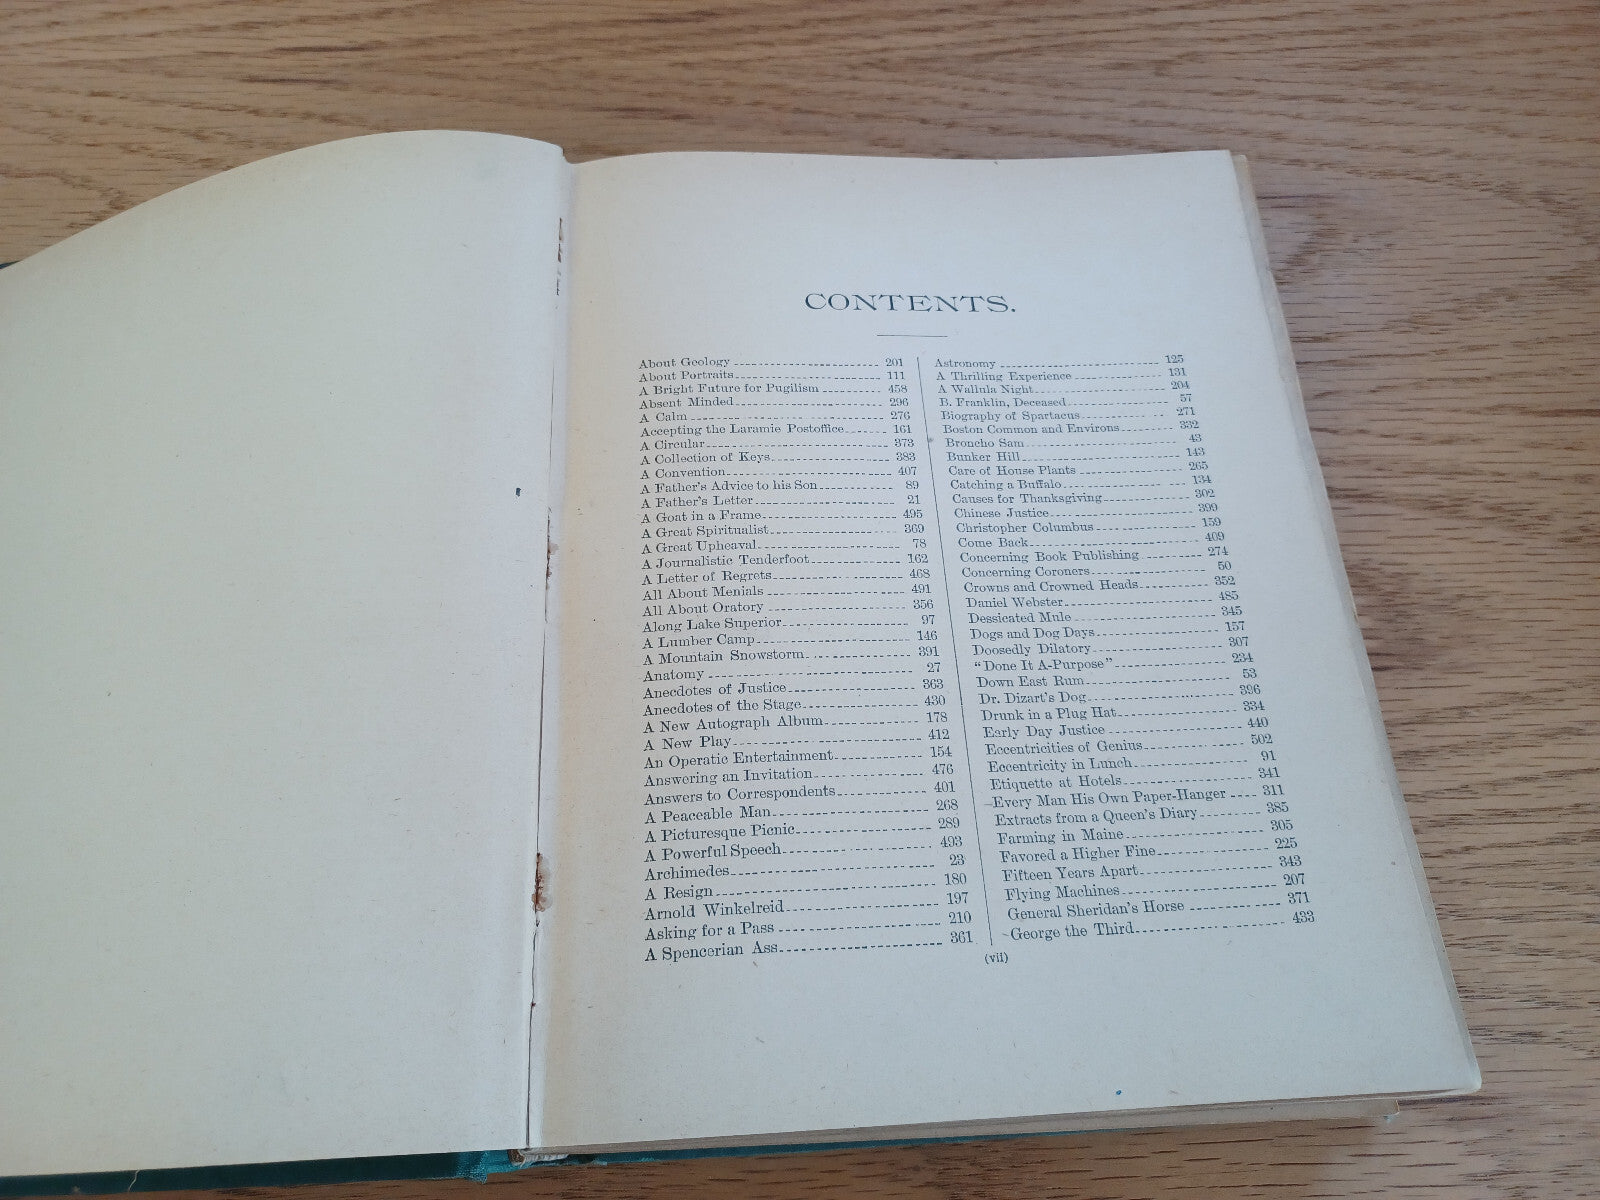 CONTENTS.
About Geology 201
About Portraits 111
A Bright Future for Pugilism 458
Absent Minded 296
A Calm 276
Accepting the Laramie Postoffice 161
A Circular 373
A Collection of Keys 383
A Convention 407
A Father's Advice to his Son 89
A Father's Letter 21
A Goat in a Frame 495
A Great Spiritualist 369
A Great Upheaval 78
A Journalistic Tenderfoot 162
A Letter of Regrets 468
All About Menials 491
All About Oratory 356
Along Lake Superior 97
A Lumber Camp 146
A Mountain Snowstorm 391
Anatomy 27
Anecdotes of Justice 363
Anecdotes of the Stage 430
A New Autograph Album 178
A New Play 412
An Operatic Entertainment 154
Answering an Invitation 476
Answers to Correspondents 401
A Peaceable Man 268
A Picturesque Picnic 289
A Powerful Speech 493
Archimedes 23
A Resign 180
Arnold Winkelreid 197
Asking for a Pass 210
A Spencerian Ass 361
Astronomy 125
A Thrilling Experience 131
A Wallula Night 204
B. Franklin, Deceased 57
Biography of Spartacus 271
Boston Common and Environs 332
Broncho Sam 43
Bunker Hill 143
Care of House Plants 265
Catching a Buffalo 134
Causes for Thanksgiving 302
Chinese Justice 399
Christopher Columbus 159
Come Back 409
Concerning Book Publishing 274
Concerning Coroners 50
Crowns and Crowned Heads 352
Daniel Webster 485
Dessicated Mule 345
Dogs and Dog Days 157
Doosedly Dilatory 307
"Done It A-Purpose" 234
Down East Rum 53
Dr. Dizart's Dog 396
Drunk in a Plug Hat 334
Early Day Justice 440
Eccentricities of Genius 502
Eccentricity in Lunch 91
Etiquette at Hotels 341
Every Man His Own Paper-Hanger 311
Extracts from a Queen's Diary 385
Farming in Maine 305
Favored a Higher Fine 225
Fifteen Years Apart 343
Flying Machines 207
General Sheridan's Horse 371
George the Third 433
(vii)